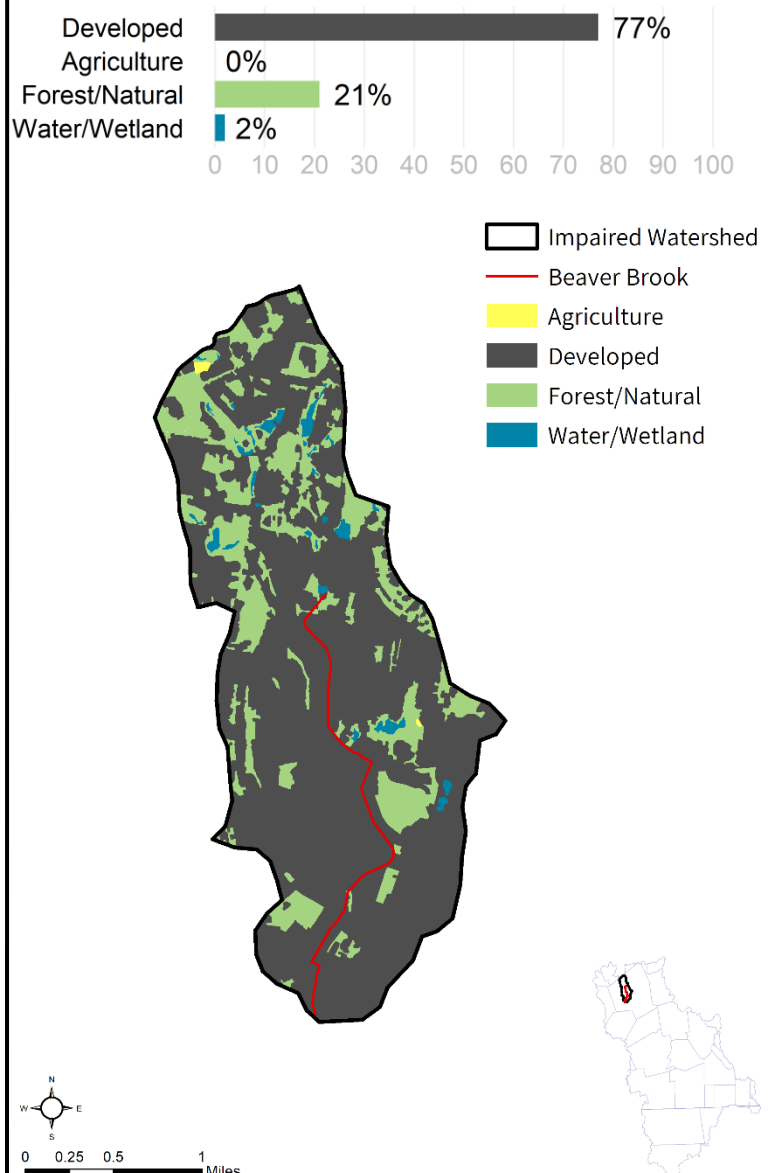 Developed 77%
Agriculture 0%
Forest/Natural 21%
Water/Wetland 2%
0 10 20 30 40 50 60 70 80 90 100
Impaired Watershed
Beaver Brook
Agriculture
Developed
Forest/Natural
Water/Wetland
N
W E
S
0 0.25 0.5 1
Miles